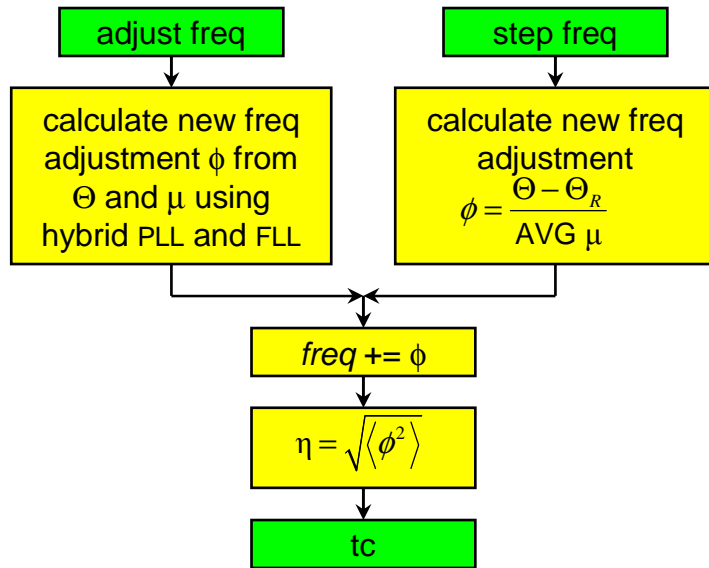 adjust freq
calculate new freq
adjustment ϕ from
Θ and μ using
hybrid PLL and FLL
step freq
calculate new freq
adjustment
ϕ = (Θ − Θ_R) / (AVG μ)
freq += ϕ
η = √⟨ϕ²⟩
tc